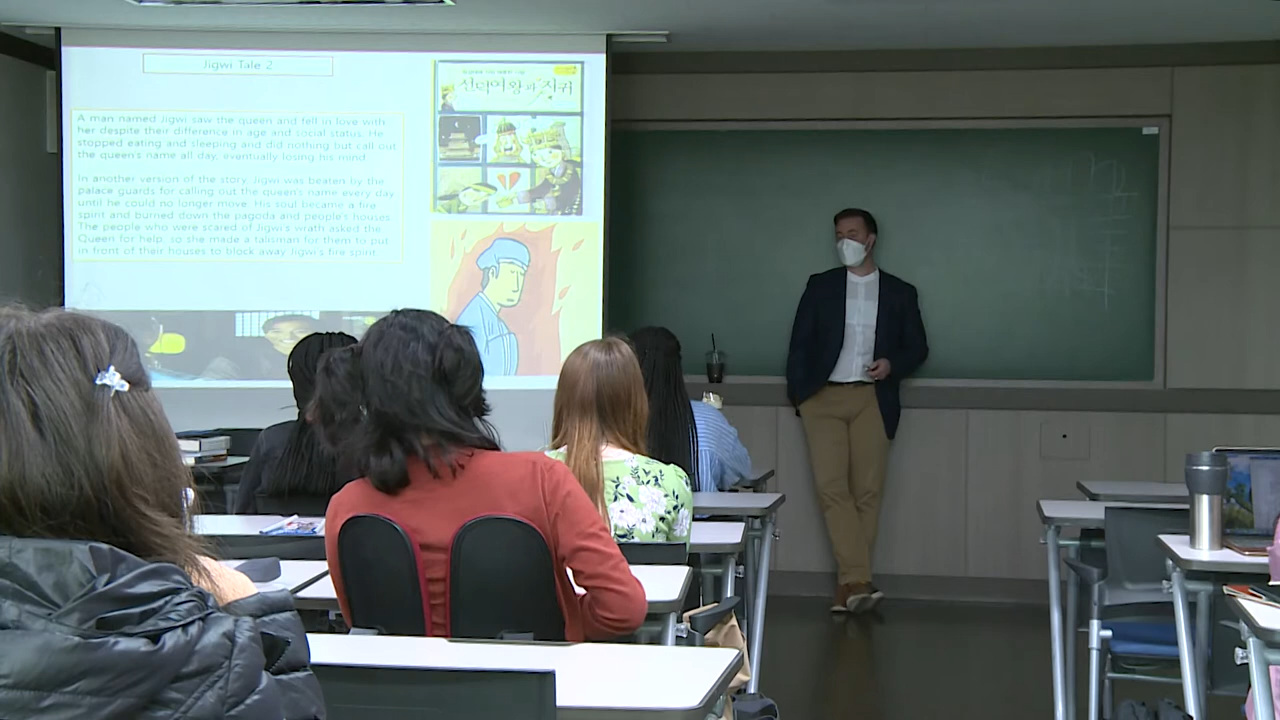 Jigwi Tale 2
A man named Jigwi saw the queen and fell in love with
her despite their difference in age and social status. He
stopped eating and sleeping and did nothing but call out
the queen's name all day, eventually losing his mind.
In another version of the story, Jigwi was beaten by the
palace guards for calling out the queen's name every day
until he could no longer move. His soul became a fire
spirit and burned down the pagoda and people's houses.
The people who were scared of Jigwi's wrath asked the
Queen for help, so she made a talisman for them to put
in front of their houses to block away Jigwi's fire spirit.
선덕여왕과 지귀